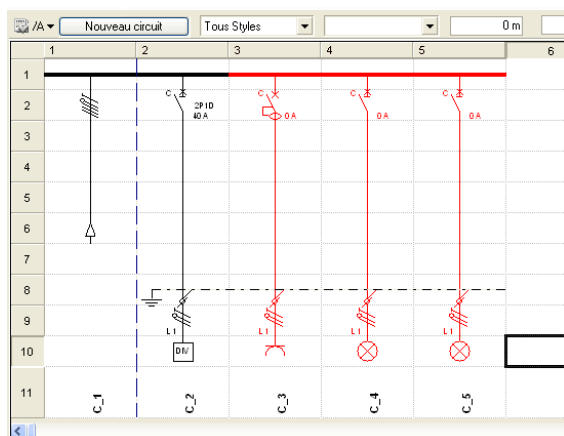 /A Nouveau circuit Tous Styles 0 m
1 2 3 4 5 6
1
C C C C
2 2P1D
40 A 0 A 0 A 0 A
3
4
5
6
7
8
9
L1 L1 L1 L1
10 DIV
11 C_1 C_2 C_3 C_4 C_5